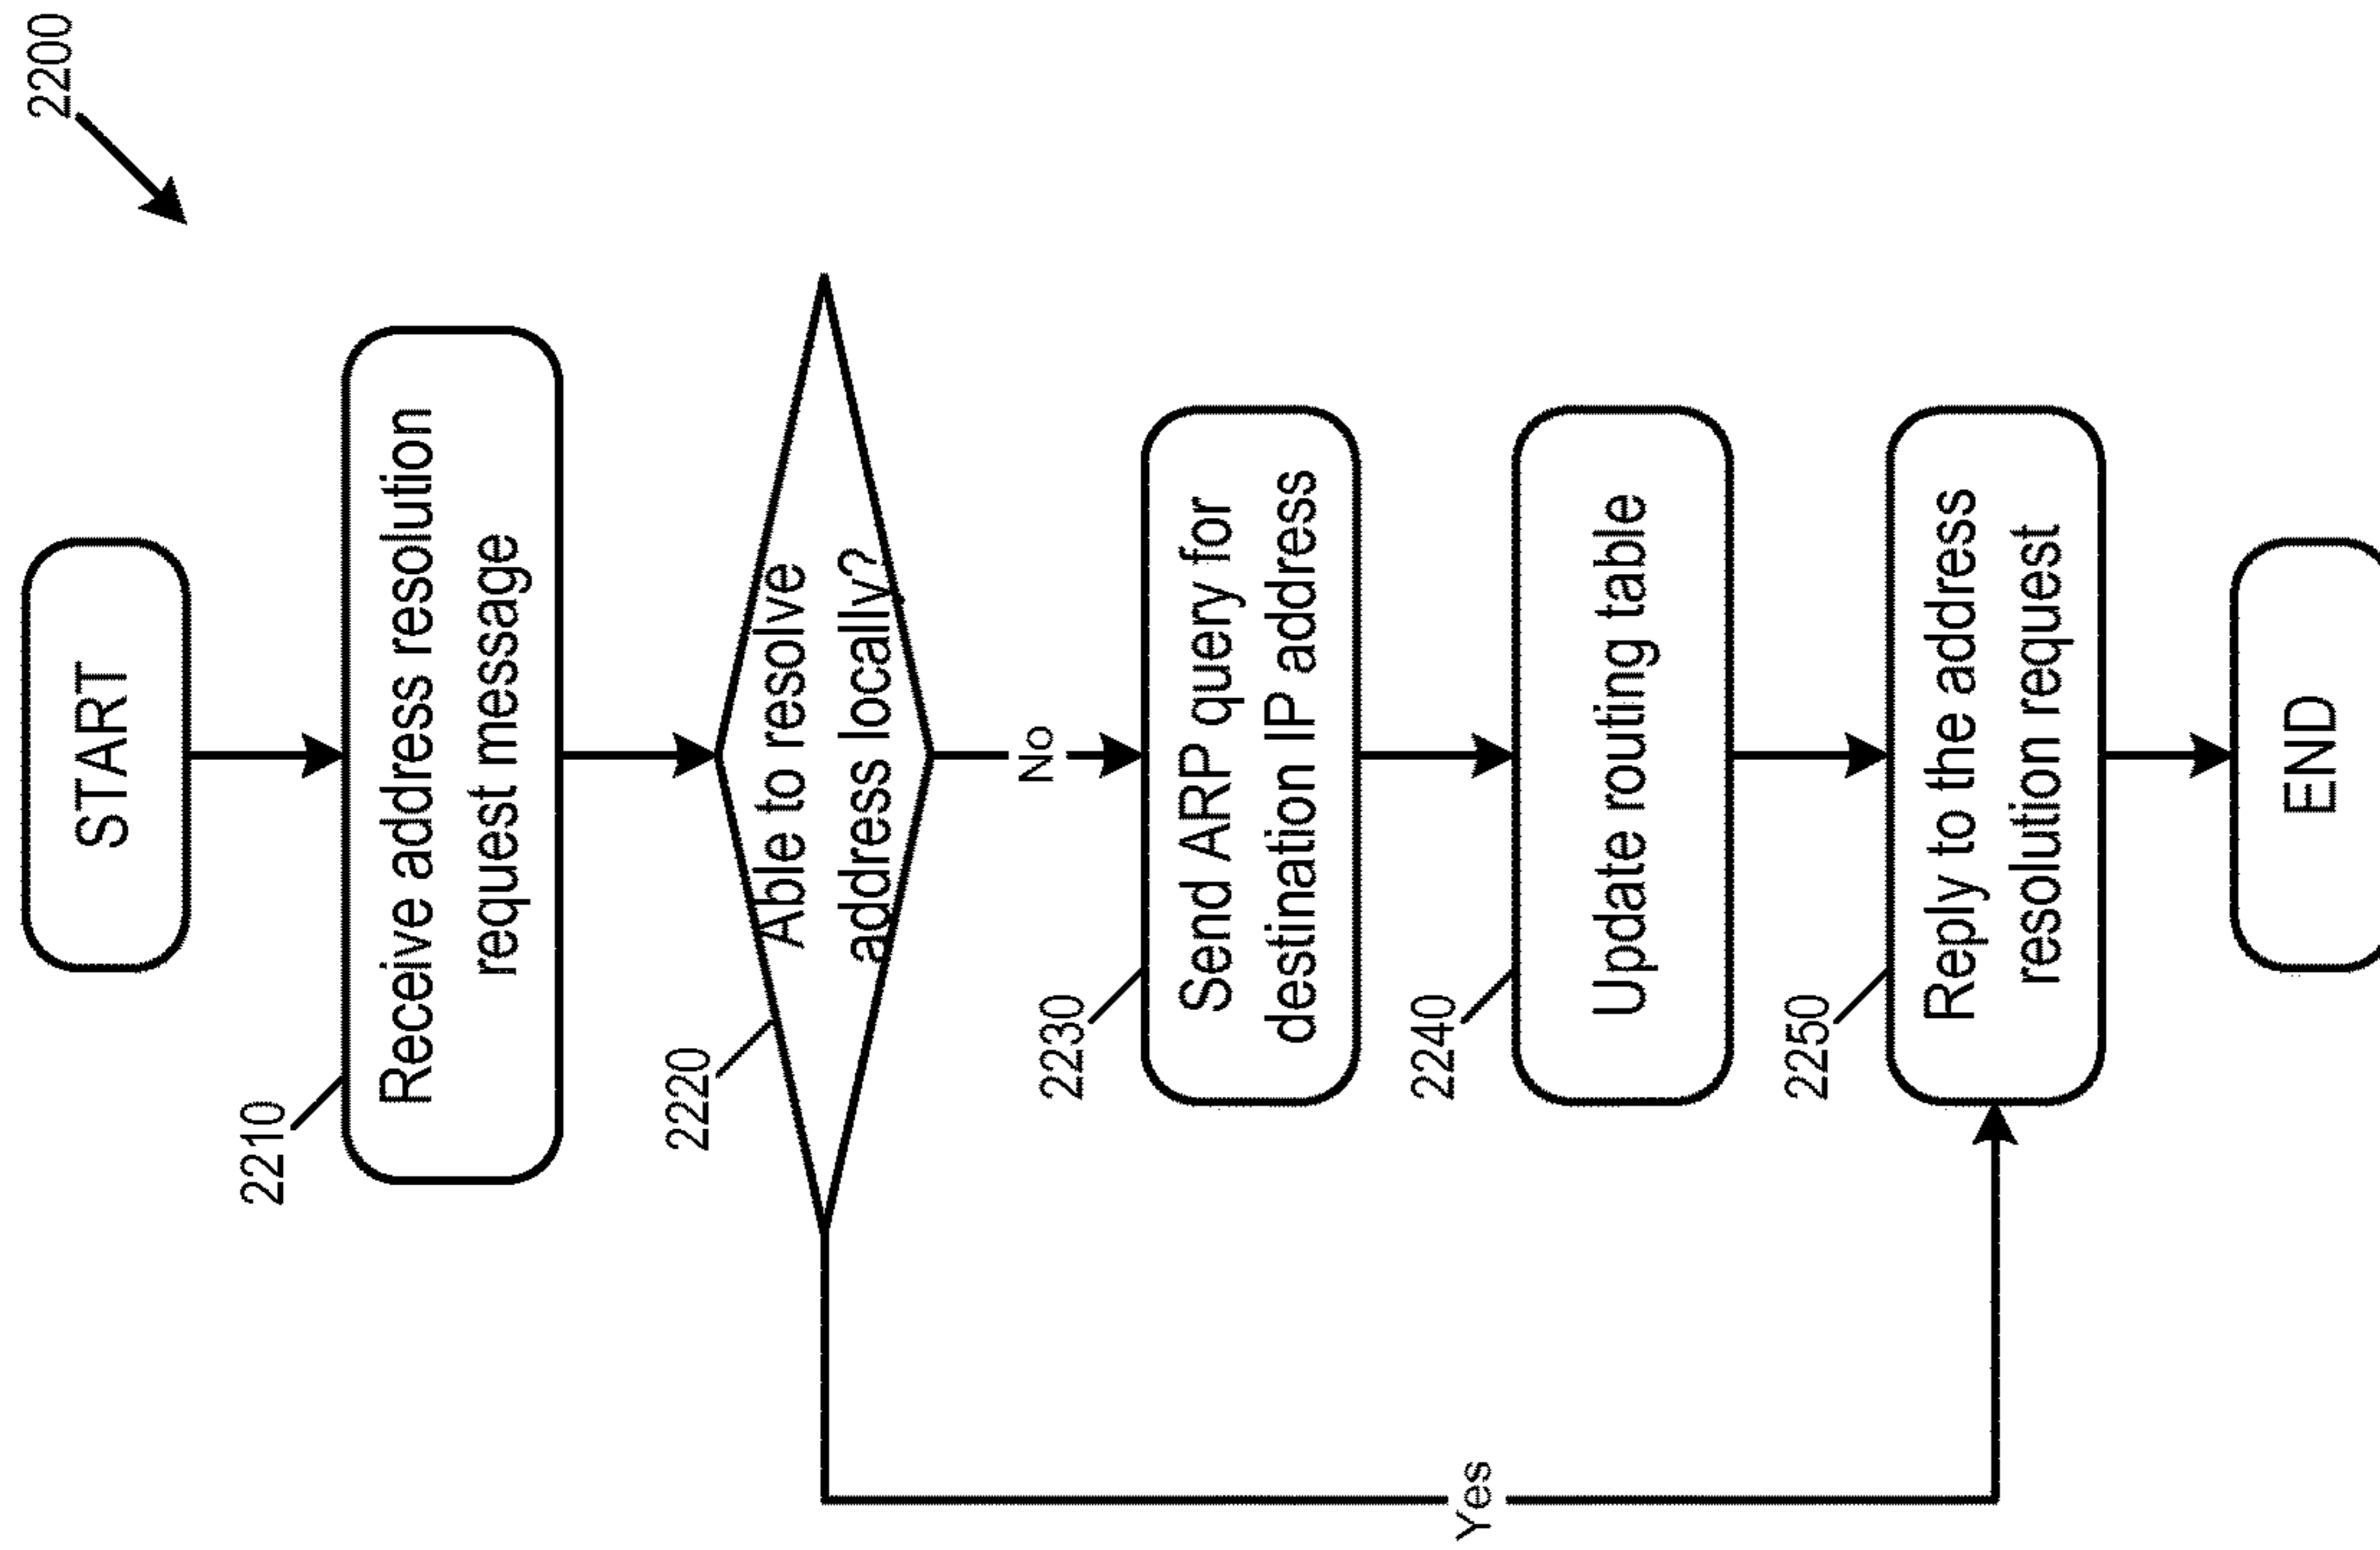 2200
START
2210
Receive address resolution
request message
2220
Able to resolve
address locally?
No
2230
Send ARP query for
destination IP address
2240
Update routing table
Yes
2250
Reply to the address
resolution request
END